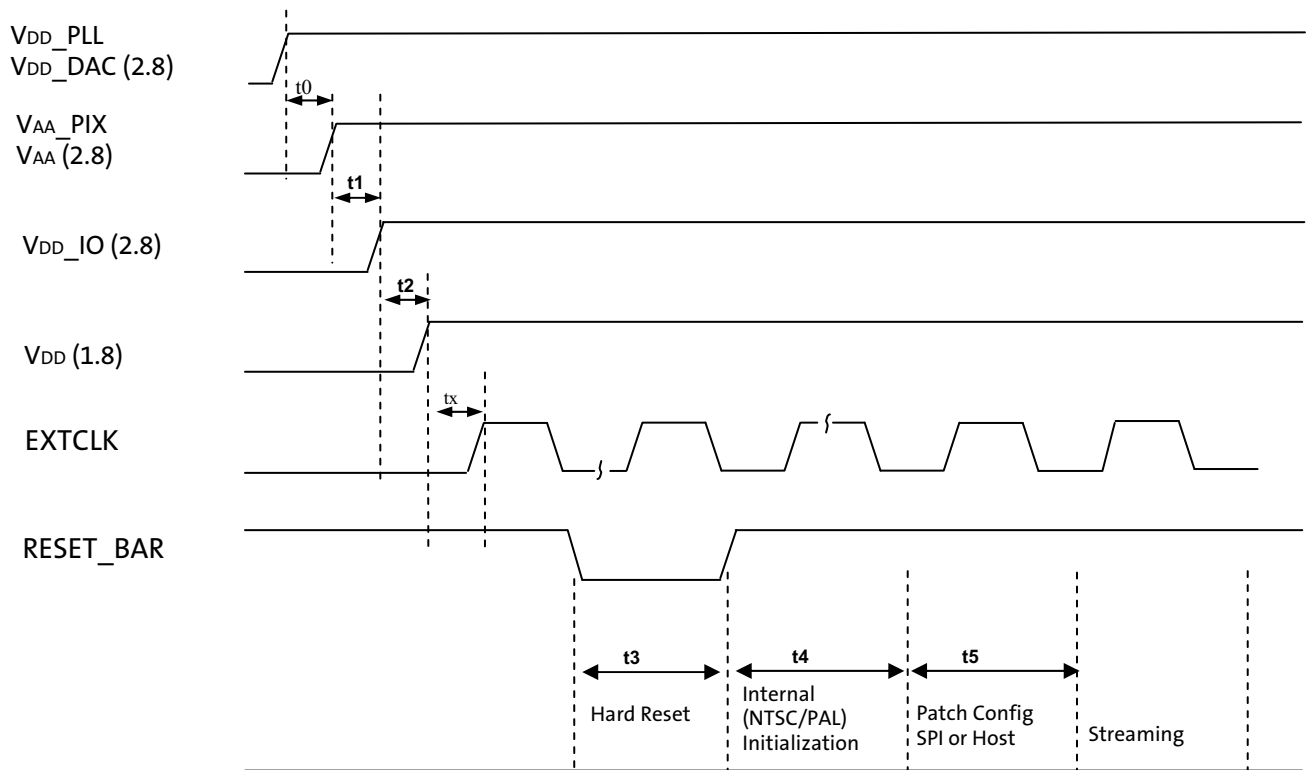 VDD_PLL
VDD_DAC (2.8)
t0
VAA_PIX
VAA (2.8)
t1
VDD_IO (2.8)
t2
VDD (1.8)
tx
EXTCLK
RESET_BAR
t3
t4
t5
Hard Reset
Internal
(NTSC/PAL)
Initialization
Patch Config
SPI or Host
Streaming